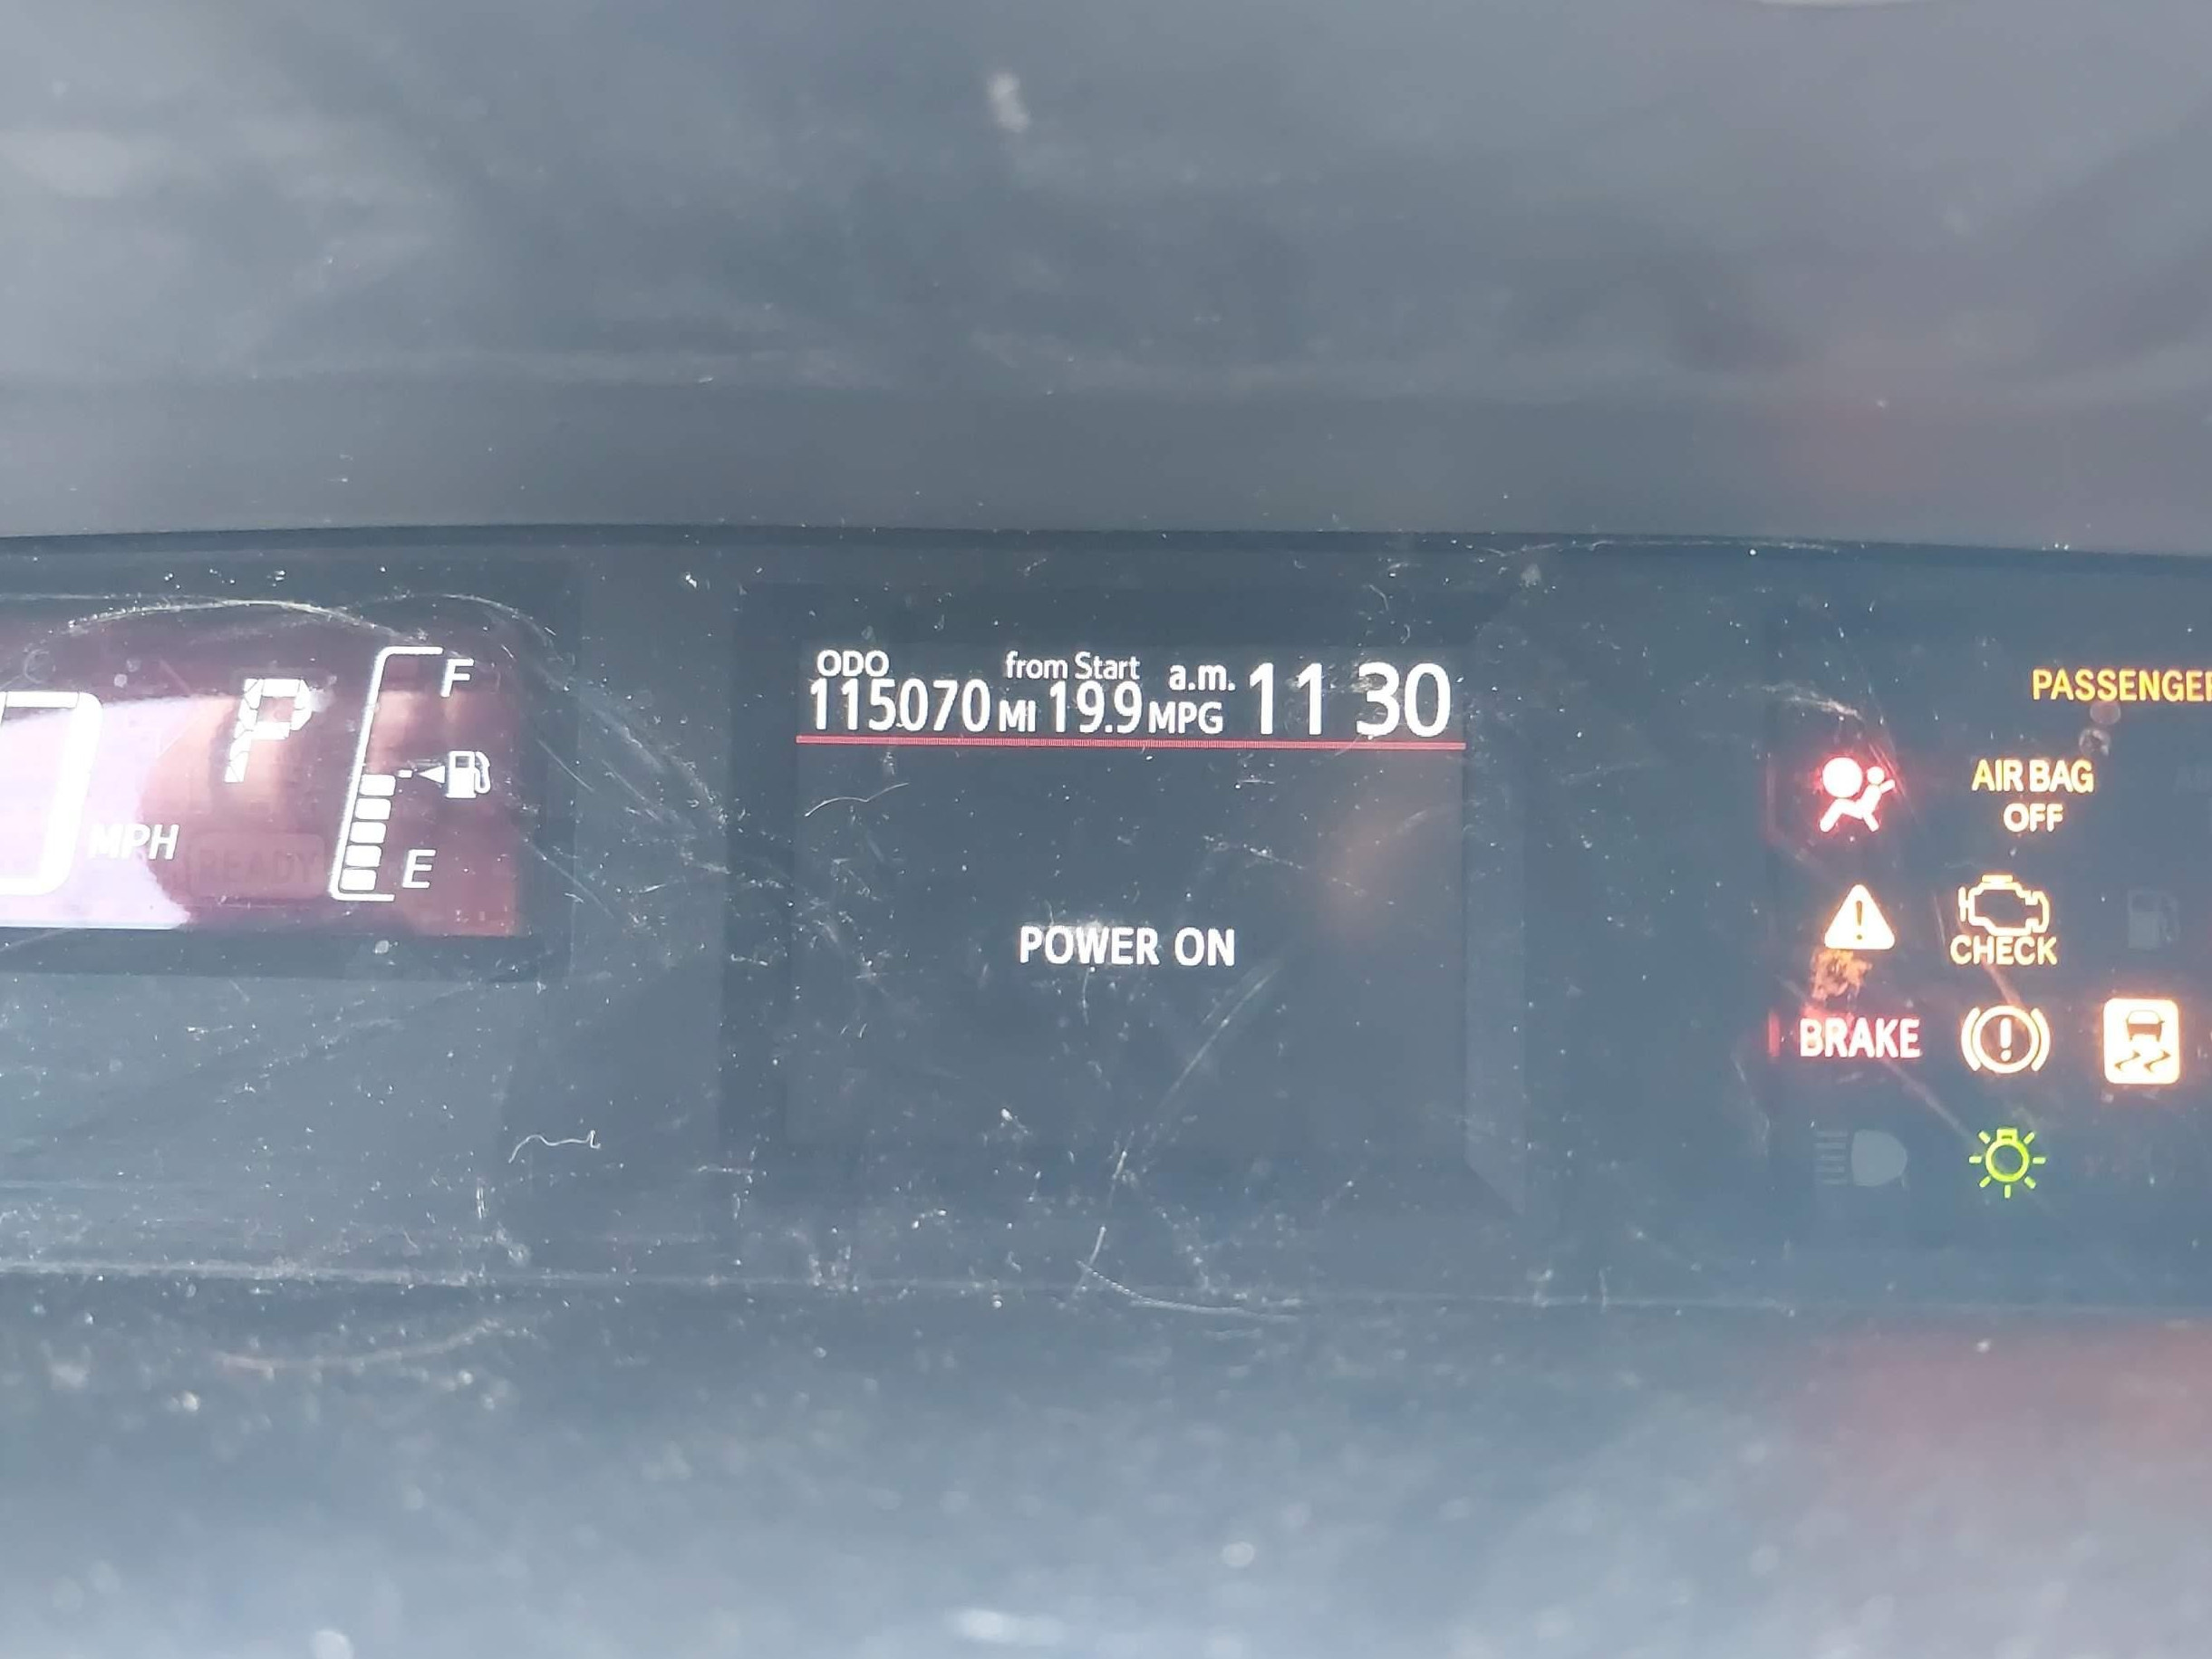 P
F
E
MPH
READY
ODO from Start a.m. 11 30
115070 MI 19.9 MPG
POWER ON
PASSENGER
AIR BAG
OFF
CHECK
BRAKE